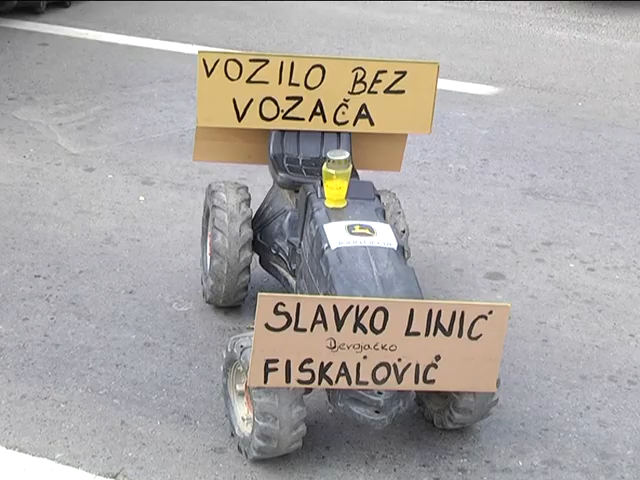 VOZILO BEZ
VOZAČA
SLAVKO LINIĆ
Djevojačko
FISKALOVIĆ